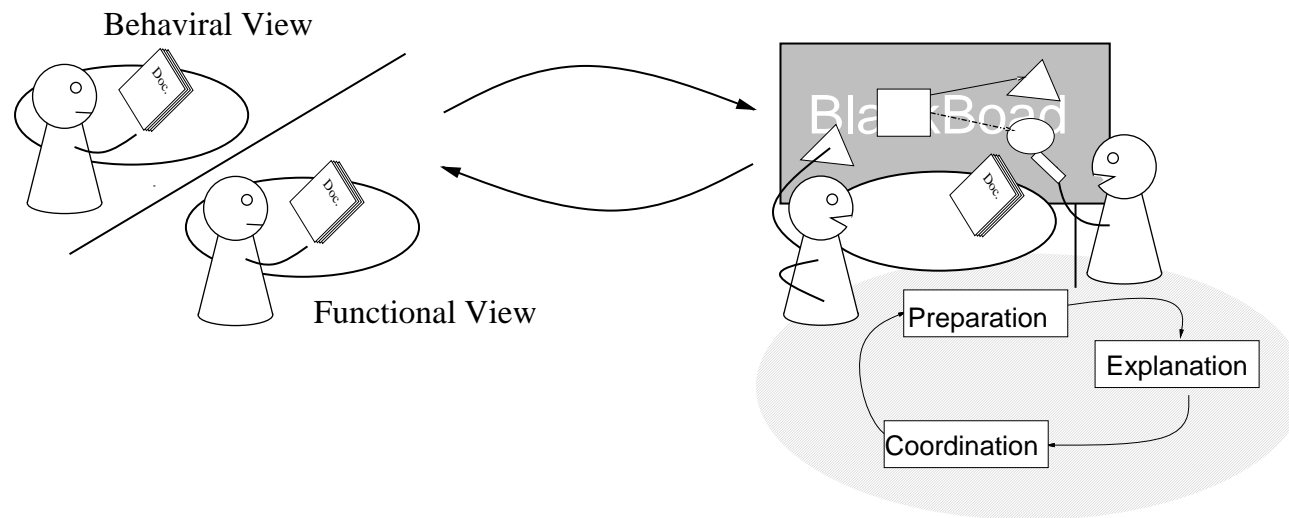 Behaviral View
Doc.
Doc.
Functional View
BlackBoad
Doc.
Preparation
Explanation
Coordination